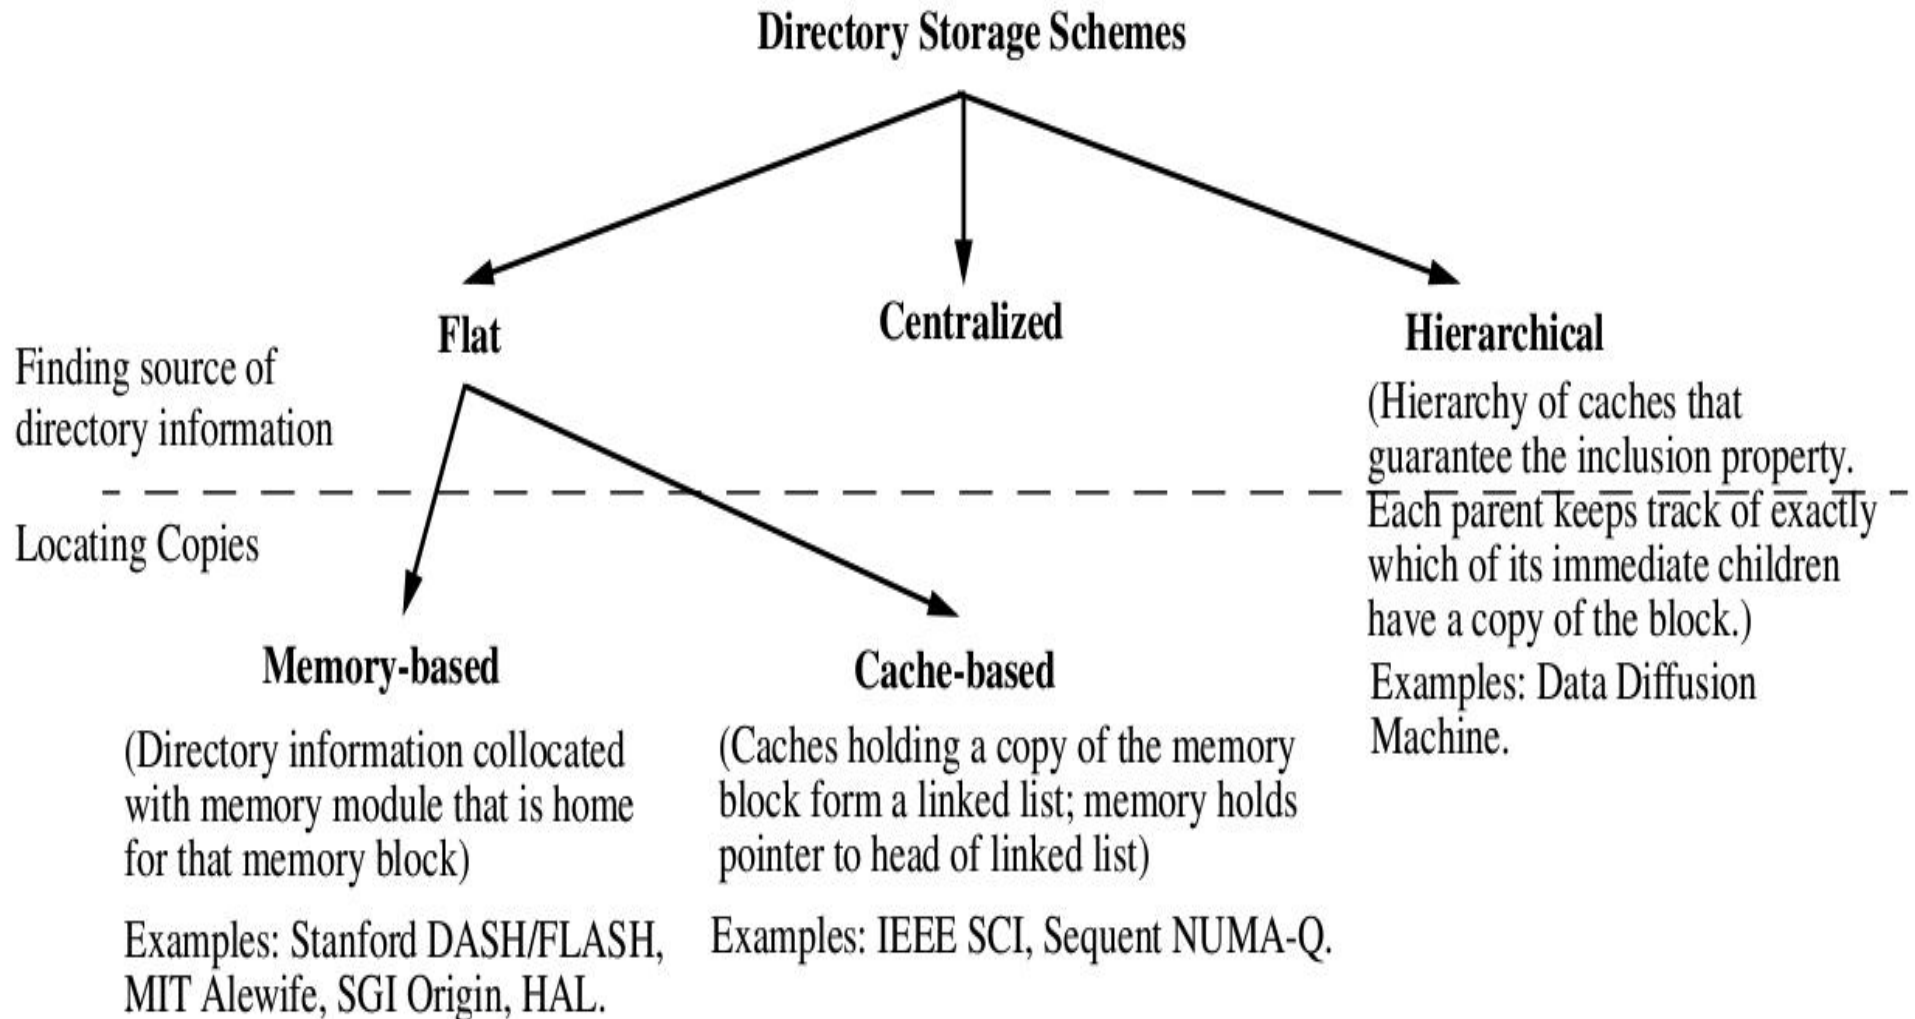 Directory Storage Schemes
Flat
Centralized
Hierarchical
Finding source of
directory information
(Hierarchy of caches that
guarantee the inclusion property.
Each parent keeps track of exactly
which of its immediate children
have a copy of the block.)
Examples: Data Diffusion
Machine.
Locating Copies
Memory-based
(Directory information collocated
with memory module that is home
for that memory block)
Examples: Stanford DASH/FLASH,
MIT Alewife, SGI Origin, HAL.
Cache-based
(Caches holding a copy of the memory
block form a linked list; memory holds
pointer to head of linked list)
Examples: IEEE SCI, Sequent NUMA-Q.